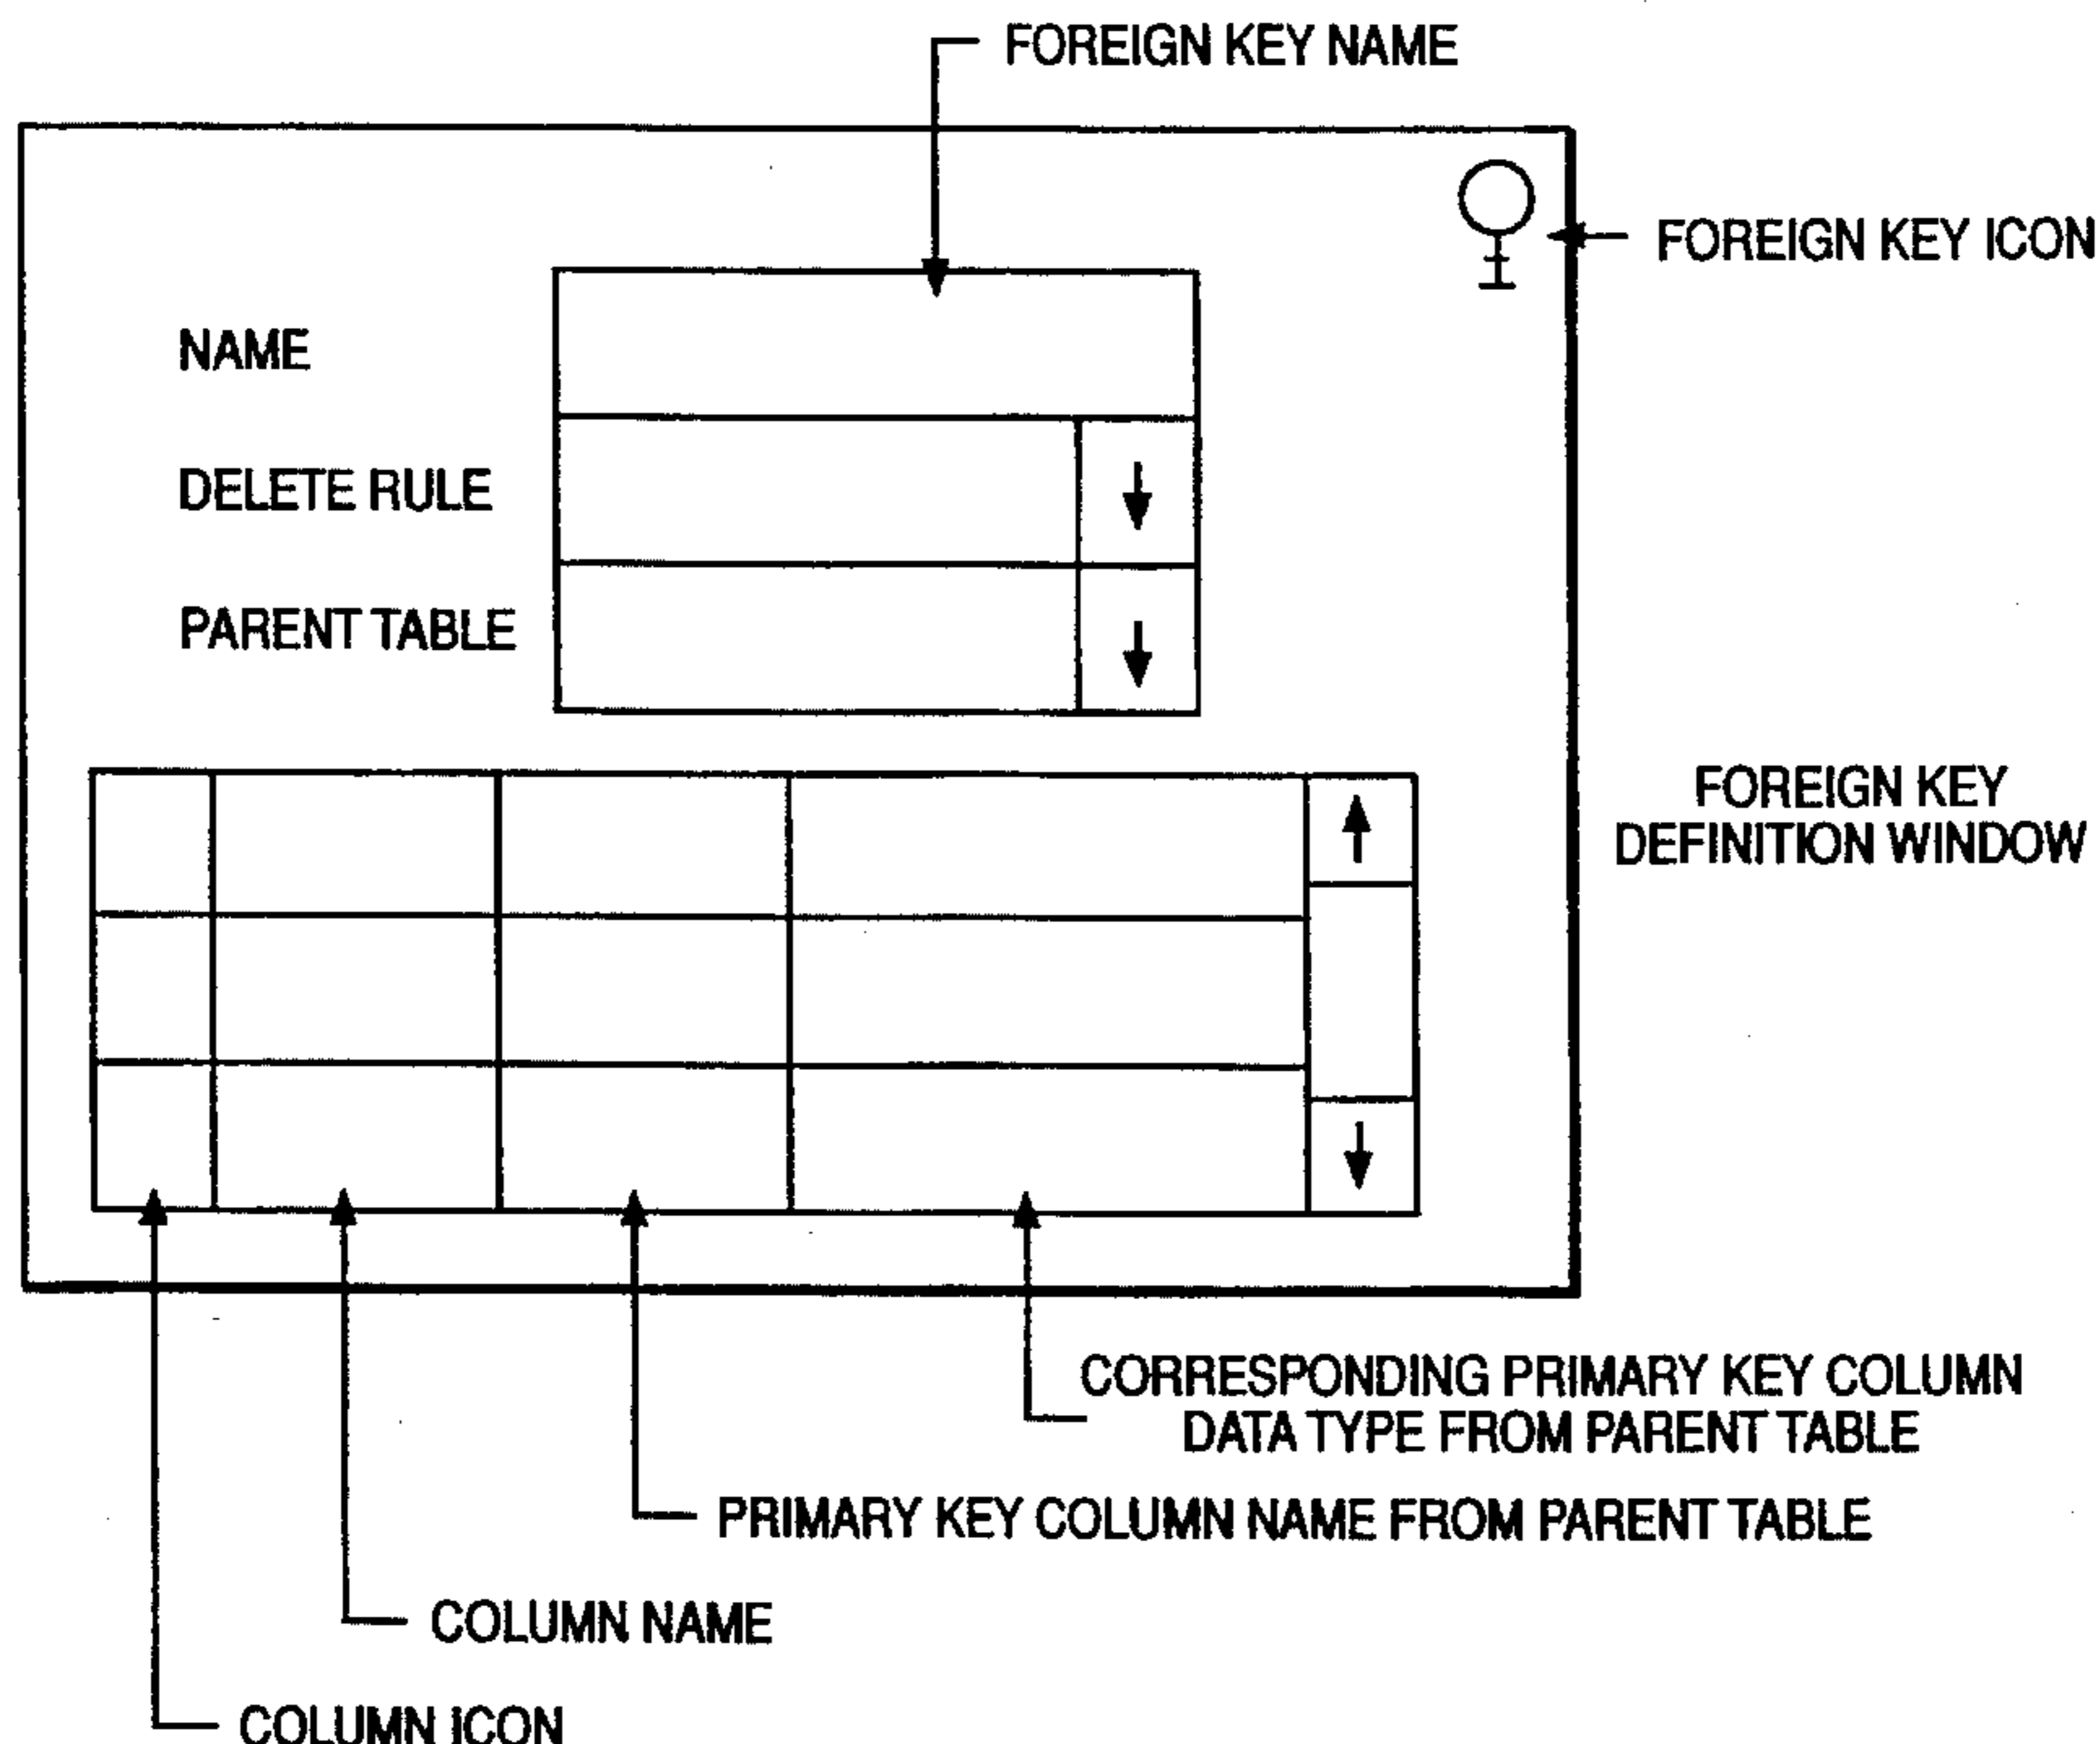 FOREIGN KEY NAME
FOREIGN KEY ICON
NAME
DELETE RULE
PARENT TABLE
FOREIGN KEY
DEFINITION WINDOW
CORRESPONDING PRIMARY KEY COLUMN
DATA TYPE FROM PARENT TABLE
PRIMARY KEY COLUMN NAME FROM PARENT TABLE
COLUMN NAME
COLUMN ICON